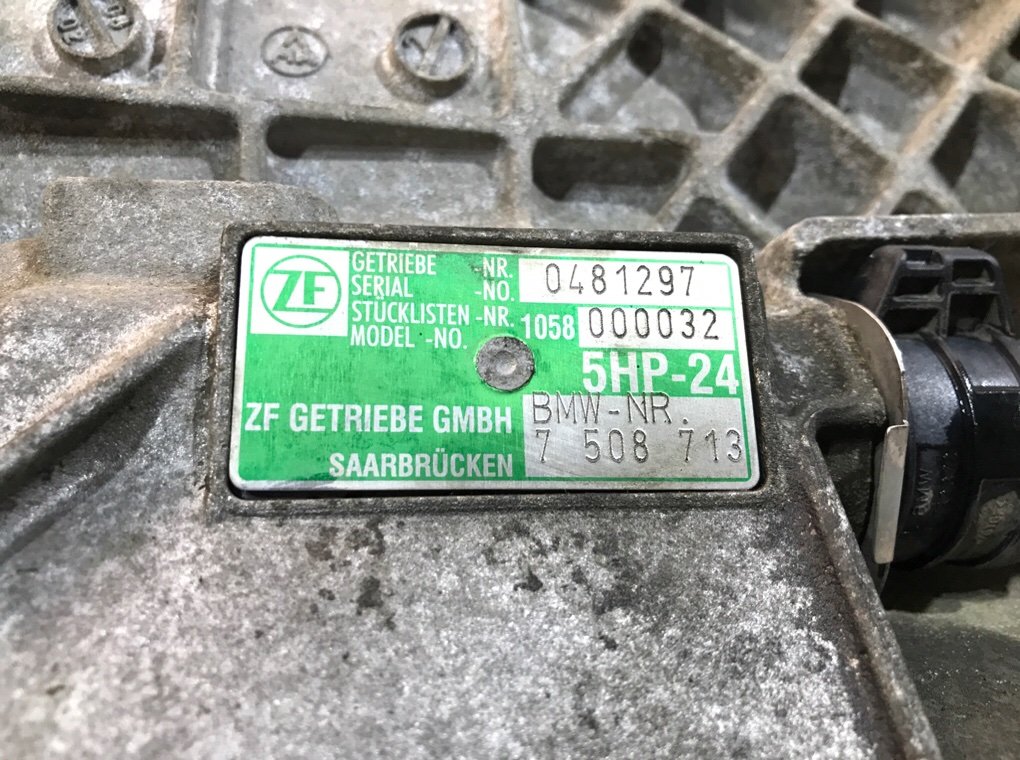 ZF
GETRIEBE -NR.
SERIAL -NO. 0481297
STÜCKLISTEN -NR.
MODEL -NO. 1058 000032
5HP-24
ZF GETRIEBE GMBH
SAARBRÜCKEN
BMW-NR.
7 508 713
BMW